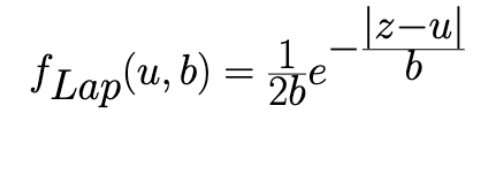 f_{Lap}(u, b) = \frac{1}{2b} e^{-\frac{|z-u|}{b}}